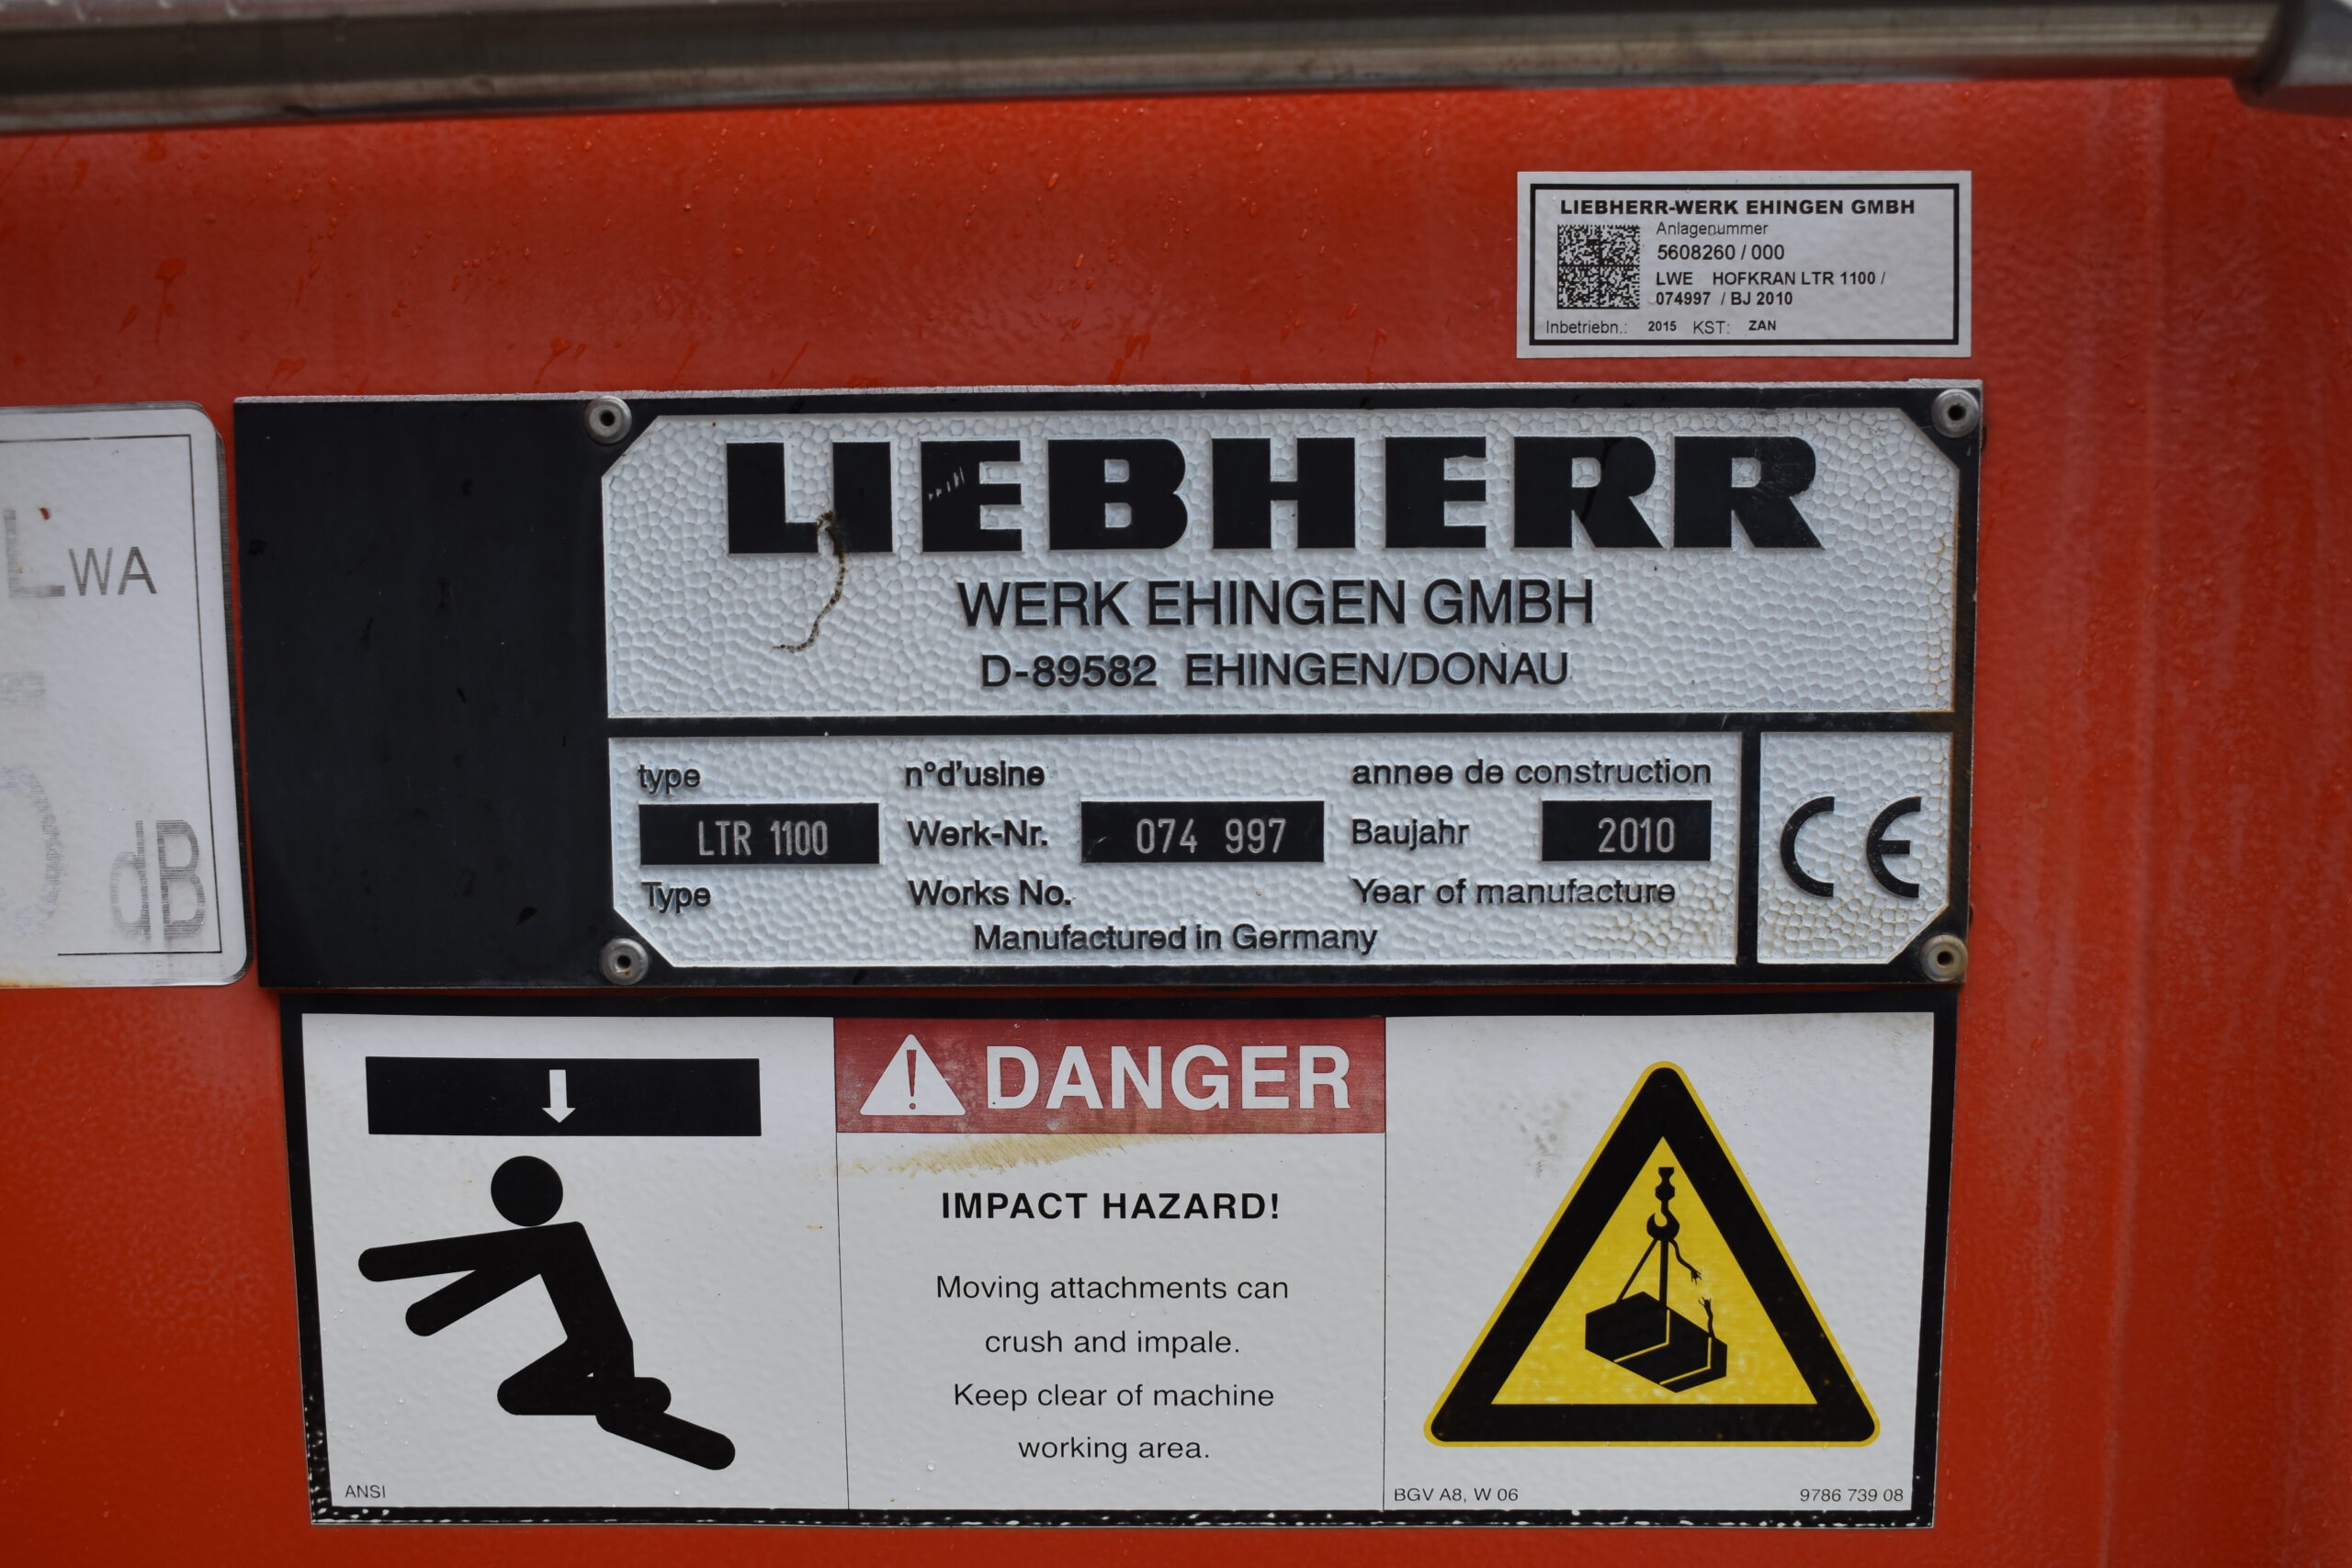 LIEBHERR-WERK EHINGEN GMBH
Anlagenummer
5608260 / 000
LWE HOFKRAN LTR 1100 /
074997 / BJ 2010
Inbetriebn.: 2015 KST: ZAN
LWA
dB
LIEBHERR
WERK EHINGEN GMBH
D-89582 EHINGEN/DONAU
type n°d'usine annee de construction
LTR 1100 Werk-Nr. 074 997 Baujahr 2010
Type Works No. Year of manufacture
Manufactured in Germany
CE
DANGER
IMPACT HAZARD!
Moving attachments can
crush and impale.
Keep clear of machine
working area.
ANSI
BGV A8, W 06
9786 739 08